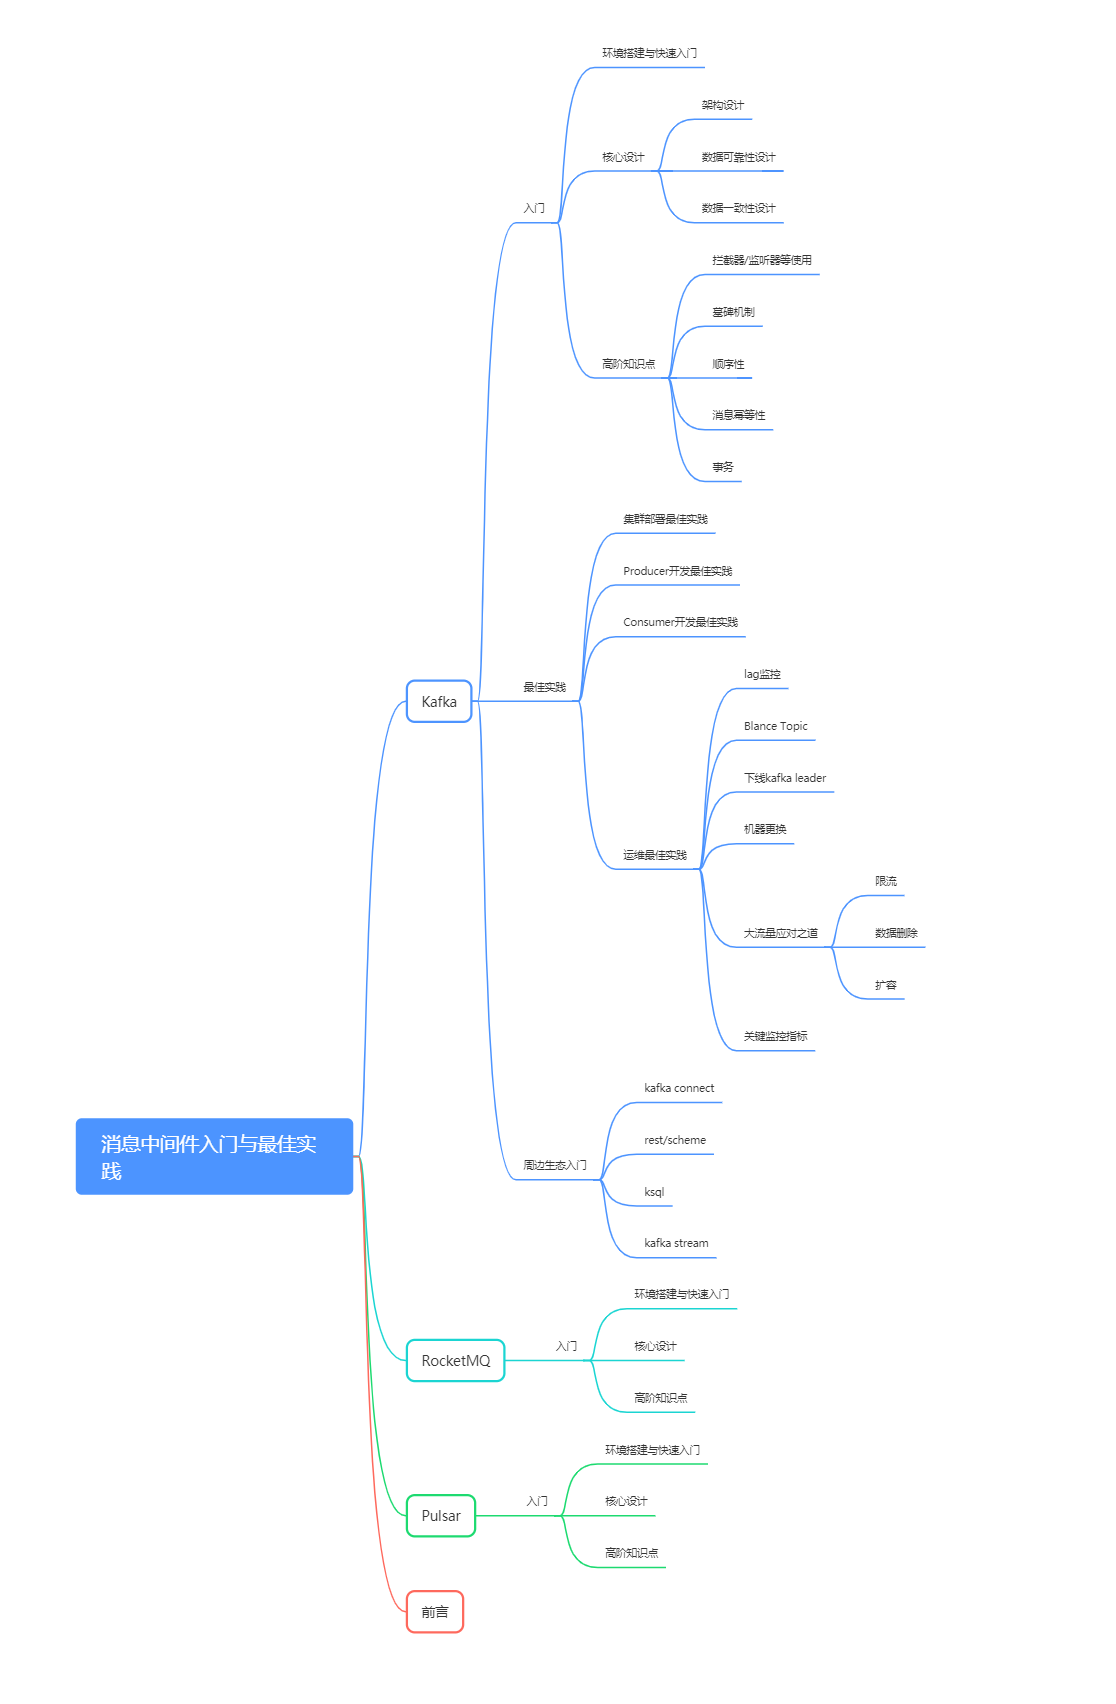 环境搭建与快速入门
架构设计
核心设计
数据可靠性设计
入门
数据一致性设计
拦截器/监听器等使用
墓碑机制
高阶知识点
顺序性
消息幂等性
事务
集群部署最佳实践
Producer开发最佳实践
Consumer开发最佳实践
lag监控
Kafka
最佳实践
Blance Topic
下线kafka leader
机器更换
运维最佳实践
限流
大流量应对之道
数据删除
扩容
关键监控指标
kafka connect
消息中间件入门与最佳实
践
rest/scheme
周边生态入门
ksql
kafka stream
环境搭建与快速入门
RocketMQ
入门
核心设计
高阶知识点
环境搭建与快速入门
Pulsar
入门
核心设计
高阶知识点
前言